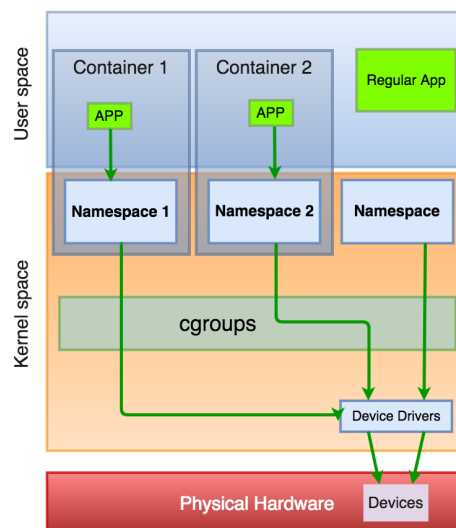 User space
Container 1
Container 2
Regular App
APP
APP
Kernel space
Namespace 1
Namespace 2
Namespace
cgroups
Device Drivers
Physical Hardware
Devices